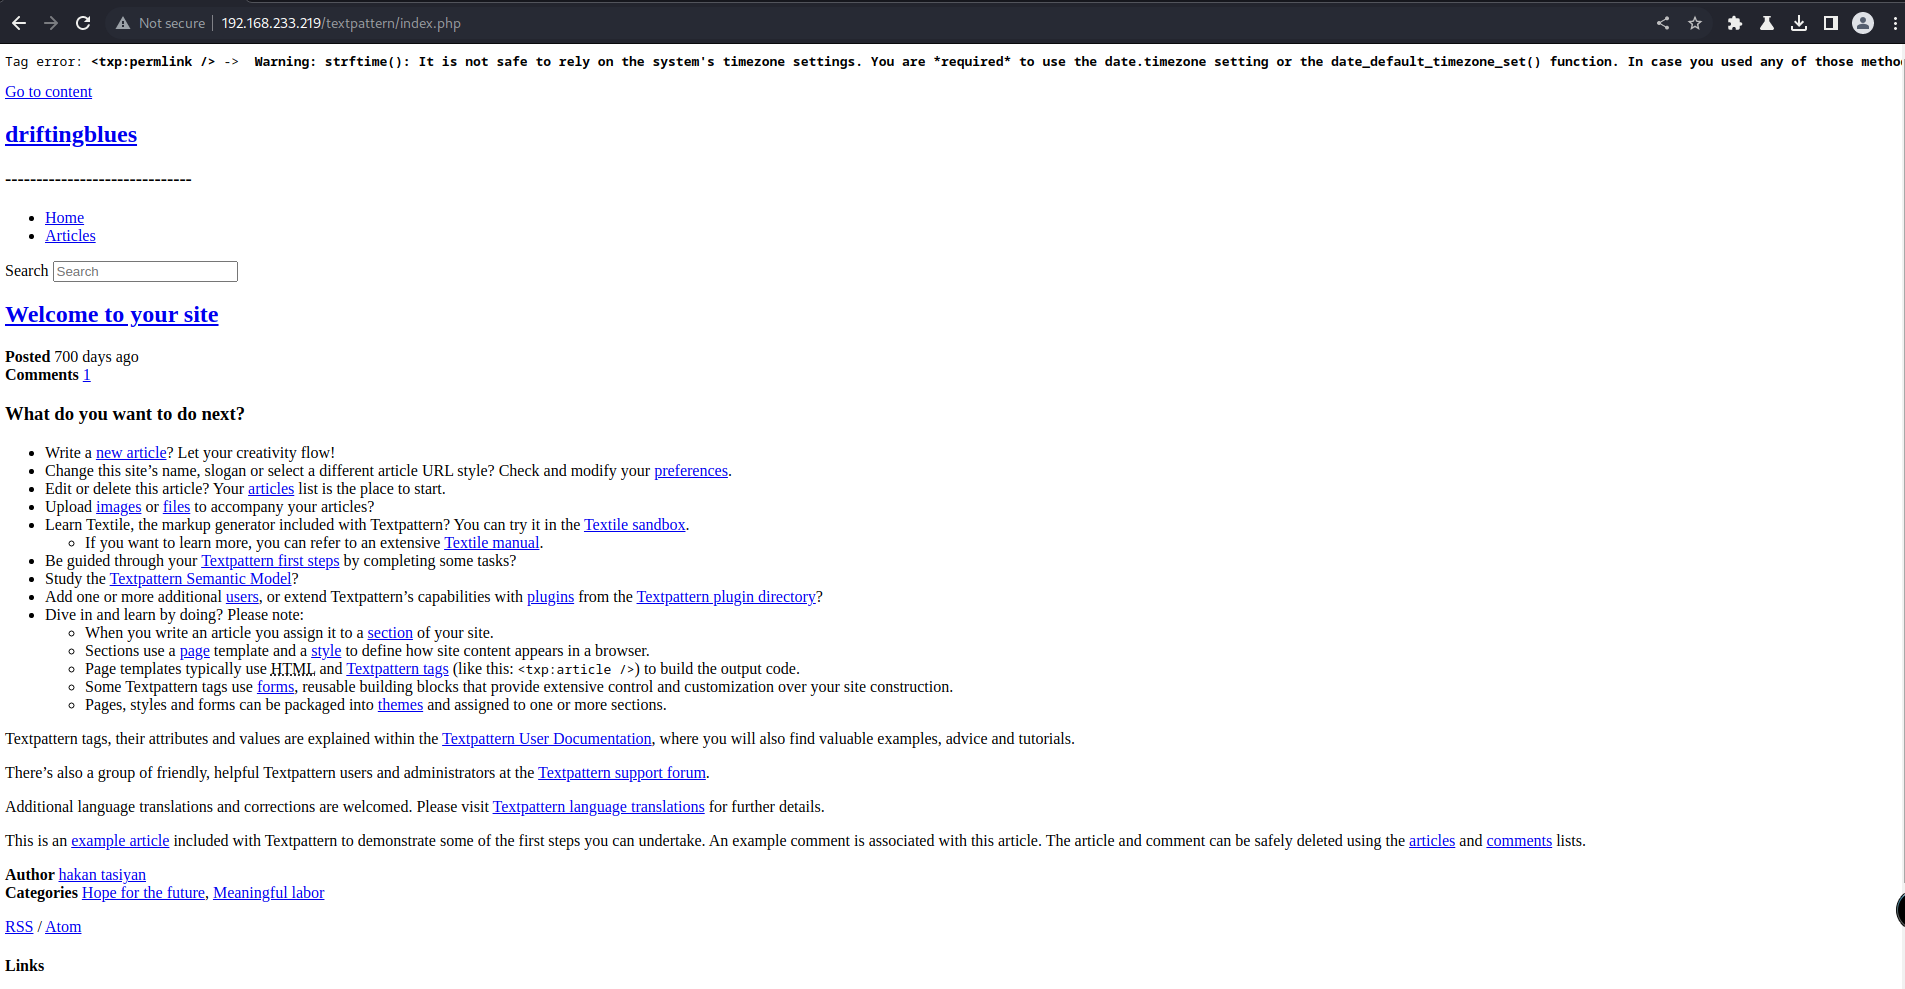 Not secure
192.168.233.219/textpattern/index.php
Tag error: <txp:permlink /> -> Warning: strftime(): It is not safe to rely on the system's timezone settings. You are *required* to use the date.timezone setting or the date_default_timezone_set() function. In case you used any of those
Go to content
driftingblues
------------------------------
Home
Articles
Search Search
Welcome to your site
Posted 700 days ago
Comments 1
What do you want to do next?
Write a new article? Let your creativity flow!
Change this site’s name, slogan or select a different article URL style? Check and modify your preferences.
Edit or delete this article? Your articles list is the place to start.
Upload images or files to accompany your articles?
Learn Textile, the markup generator included with Textpattern? You can try it in the Textile sandbox.
If you want to learn more, you can refer to an extensive Textile manual.
Be guided through your Textpattern first steps by completing some tasks?
Study the Textpattern Semantic Model?
Add one or more additional users, or extend Textpattern’s capabilities with plugins from the Textpattern plugin directory?
Dive in and learn by doing? Please note:
When you write an article you assign it to a section of your site.
Sections use a page template and a style to define how site content appears in a browser.
Page templates typically use HTML and Textpattern tags (like this: <txp:article />) to build the output code.
Some Textpattern tags use forms, reusable building blocks that provide extensive control and customization over your site construction.
Pages, styles and forms can be packaged into themes and assigned to one or more sections.
Textpattern tags, their attributes and values are explained within the Textpattern User Documentation, where you will also find valuable examples, advice and tutorials.
There’s also a group of friendly, helpful Textpattern users and administrators at the Textpattern support forum.
Additional language translations and corrections are welcomed. Please visit Textpattern language translations for further details.
This is an example article included with Textpattern to demonstrate some of the first steps you can undertake. An example comment is associated with this article. The article and comment can be safely deleted using the articles and comments lists.
Author hakan tasiyan
Categories Hope for the future, Meaningful labor
RSS / Atom
Links